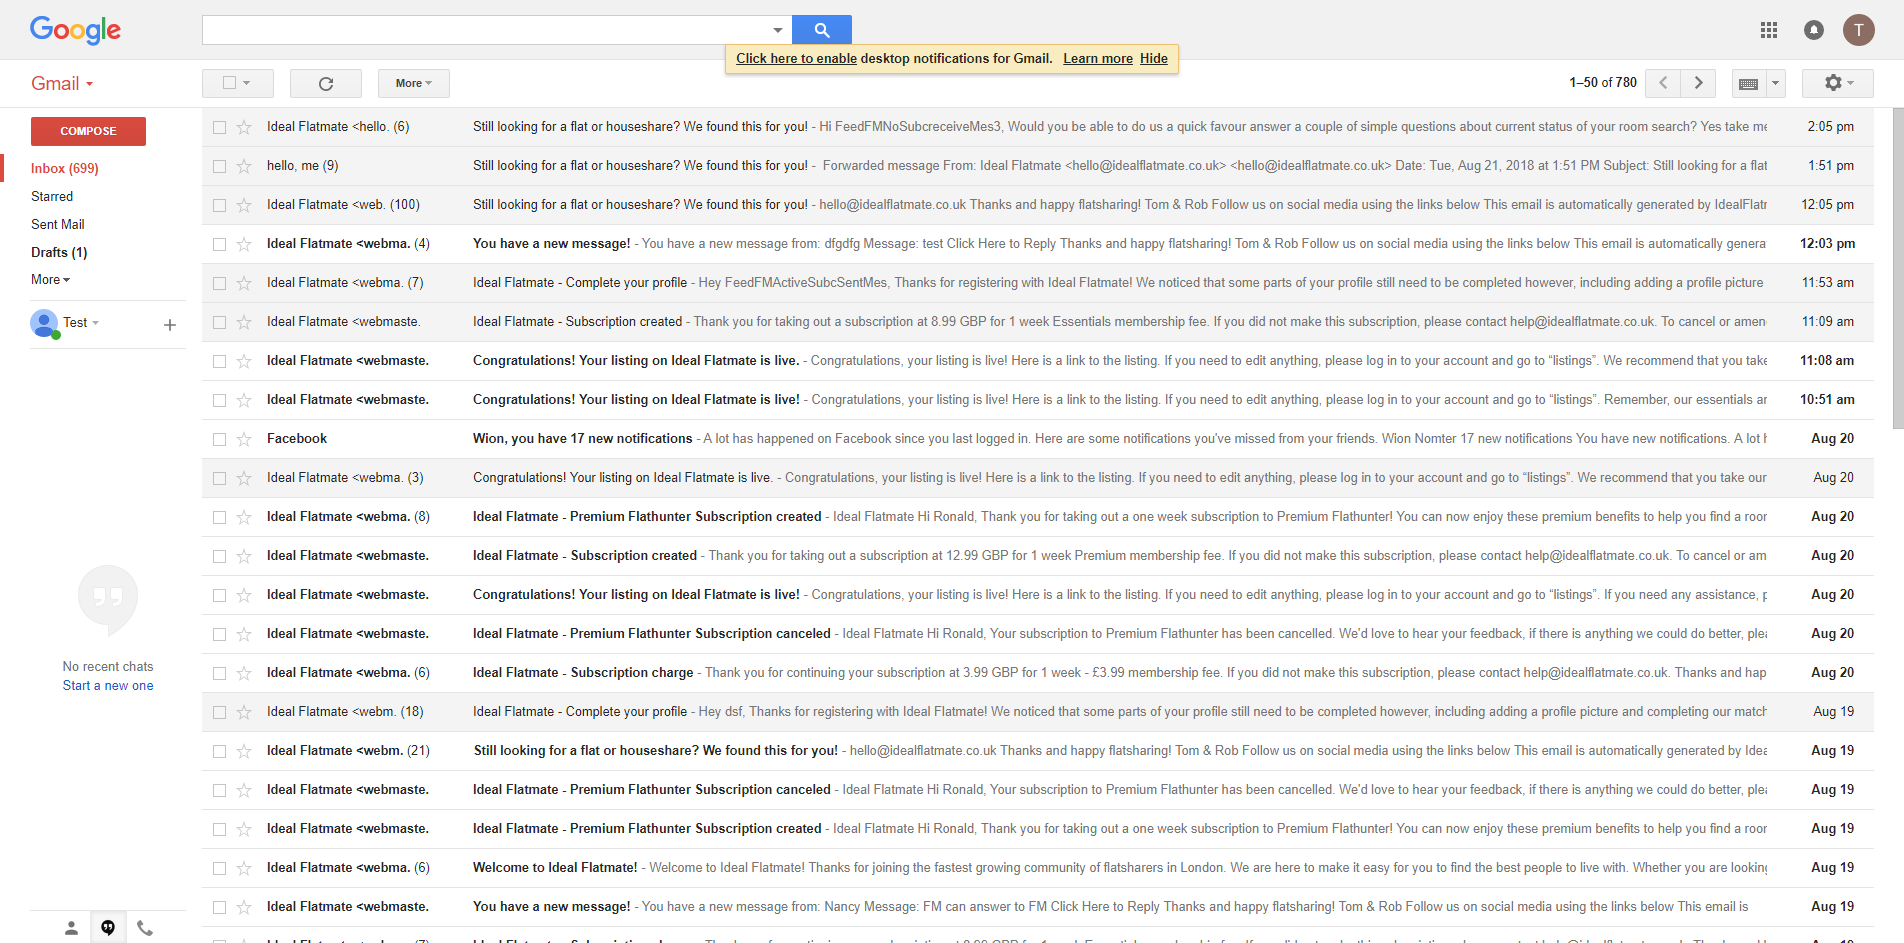 Google
T
Click here to enable desktop notifications for Gmail. Learn more Hide
Gmail
More
1–50 of 780
COMPOSE
Inbox (699)
Starred
Sent Mail
Drafts (1)
More
Test
No recent chats
Start a new one
Ideal Flatmate <hello. (6) Still looking for a flat or houseshare? We found this for you! - Hi FeedFMNoSubcreceiveMes3, Would you be able to do us a quick favour answer a couple of simple questions about current status of your room search? Yes take me 2:05 pm
hello, me (9) Still looking for a flat or houseshare? We found this for you! - Forwarded message From: Ideal Flatmate <hello@idealflatmate.co.uk> <hello@idealflatmate.co.uk> Date: Tue, Aug 21, 2018 at 1:51 PM Subject: Still looking for a flat 1:51 pm
Ideal Flatmate <web. (100) Still looking for a flat or houseshare? We found this for you! - hello@idealflatmate.co.uk Thanks and happy flatsharing! Tom & Rob Follow us on social media using the links below This email is automatically generated by IdealFlatr 12:05 pm
Ideal Flatmate <webma. (4) You have a new message! - You have a new message from: dfgdfg Message: test Click Here to Reply Thanks and happy flatsharing! Tom & Rob Follow us on social media using the links below This email is automatically genera 12:03 pm
Ideal Flatmate <webma. (7) Ideal Flatmate - Complete your profile - Hey FeedFMActiveSubcSentMes, Thanks for registering with Ideal Flatmate! We noticed that some parts of your profile still need to be completed however, including adding a profile picture 11:53 am
Ideal Flatmate <webmaste. Ideal Flatmate - Subscription created - Thank you for taking out a subscription at 8.99 GBP for 1 week Essentials membership fee. If you did not make this subscription, please contact help@idealflatmate.co.uk. To cancel or amen 11:09 am
Ideal Flatmate <webmaste. Congratulations! Your listing on Ideal Flatmate is live. - Congratulations, your listing is live! Here is a link to the listing. If you need to edit anything, please log in to your account and go to “listings”. We recommend that you take 11:08 am
Ideal Flatmate <webmaste. Congratulations! Your listing on Ideal Flatmate is live! - Congratulations, your listing is live! Here is a link to the listing. If you need to edit anything, please log in to your account and go to “listings”. Remember, our essentials ar 10:51 am
Facebook Wion, you have 17 new notifications - A lot has happened on Facebook since you last logged in. Here are some notifications you've missed from your friends. Wion Nomter 17 new notifications You have new notifications. A lot h Aug 20
Ideal Flatmate <webma. (3) Congratulations! Your listing on Ideal Flatmate is live. - Congratulations, your listing is live! Here is a link to the listing. If you need to edit anything, please log in to your account and go to “listings”. We recommend that you take our Aug 20
Ideal Flatmate <webma. (8) Ideal Flatmate - Premium Flathunter Subscription created - Ideal Flatmate Hi Ronald, Thank you for taking out a one week subscription to Premium Flathunter! You can now enjoy these premium benefits to help you find a roor Aug 20
Ideal Flatmate <webmaste. Ideal Flatmate - Subscription created - Thank you for taking out a subscription at 12.99 GBP for 1 week Premium membership fee. If you did not make this subscription, please contact help@idealflatmate.co.uk. To cancel or am Aug 20
Ideal Flatmate <webmaste. Congratulations! Your listing on Ideal Flatmate is live! - Congratulations, your listing is live! Here is a link to the listing. If you need to edit anything, please log in to your account and go to “listings”. If you need any assistance, p Aug 20
Ideal Flatmate <webmaste. Ideal Flatmate - Premium Flathunter Subscription canceled - Ideal Flatmate Hi Ronald, Your subscription to Premium Flathunter has been cancelled. We'd love to hear your feedback, if there is anything we could do better, plea Aug 20
Ideal Flatmate <webma. (6) Ideal Flatmate - Subscription charge - Thank you for continuing your subscription at 3.99 GBP for 1 week - £3.99 membership fee. If you did not make this subscription, please contact help@idealflatmate.co.uk. Thanks and hap Aug 20
Ideal Flatmate <webm. (18) Ideal Flatmate - Complete your profile - Hey dsf, Thanks for registering with Ideal Flatmate! We noticed that some parts of your profile still need to be completed however, including adding a profile picture and completing our match Aug 19
Ideal Flatmate <webm. (21) Still looking for a flat or houseshare? We found this for you! - hello@idealflatmate.co.uk Thanks and happy flatsharing! Tom & Rob Follow us on social media using the links below This email is automatically generated by Idea Aug 19
Ideal Flatmate <webmaste. Ideal Flatmate - Premium Flathunter Subscription canceled - Ideal Flatmate Hi Ronald, Your subscription to Premium Flathunter has been cancelled. We'd love to hear your feedback, if there is anything we could do better, plea Aug 19
Ideal Flatmate <webmaste. Ideal Flatmate - Premium Flathunter Subscription created - Ideal Flatmate Hi Ronald, Thank you for taking out a one week subscription to Premium Flathunter! You can now enjoy these premium benefits to help you find a roor Aug 19
Ideal Flatmate <webma. (6) Welcome to Ideal Flatmate! - Welcome to Ideal Flatmate! Thanks for joining the fastest growing community of flatsharers in London. We are here to make it easy for you to find the best people to live with. Whether you are looking Aug 19
Ideal Flatmate <webmaste. You have a new message! - You have a new message from: Nancy Message: FM can answer to FM Click Here to Reply Thanks and happy flatsharing! Tom & Rob Follow us on social media using the links below This email is Aug 19